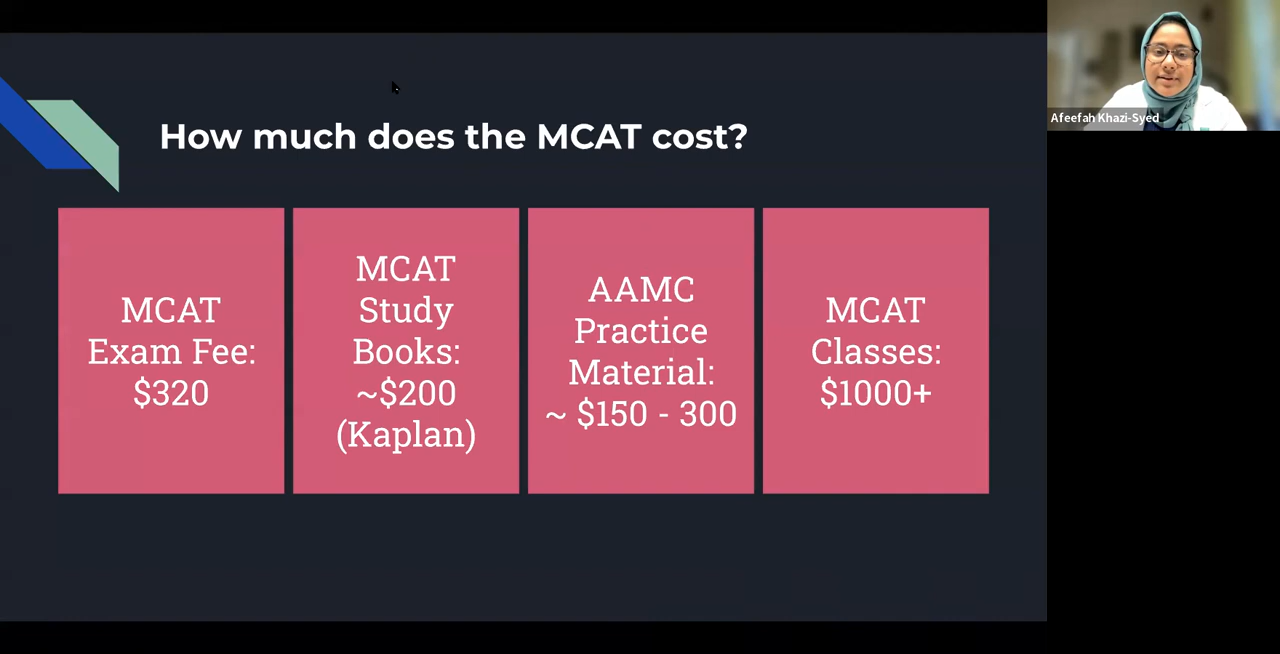 How much does the MCAT cost?
MCAT
Exam Fee:
$320
MCAT
Study
Books:
~$200
(Kaplan)
AAMC
Practice
Material:
~ $150 - 300
MCAT
Classes:
$1000+
Afeefah Khazi-Syed